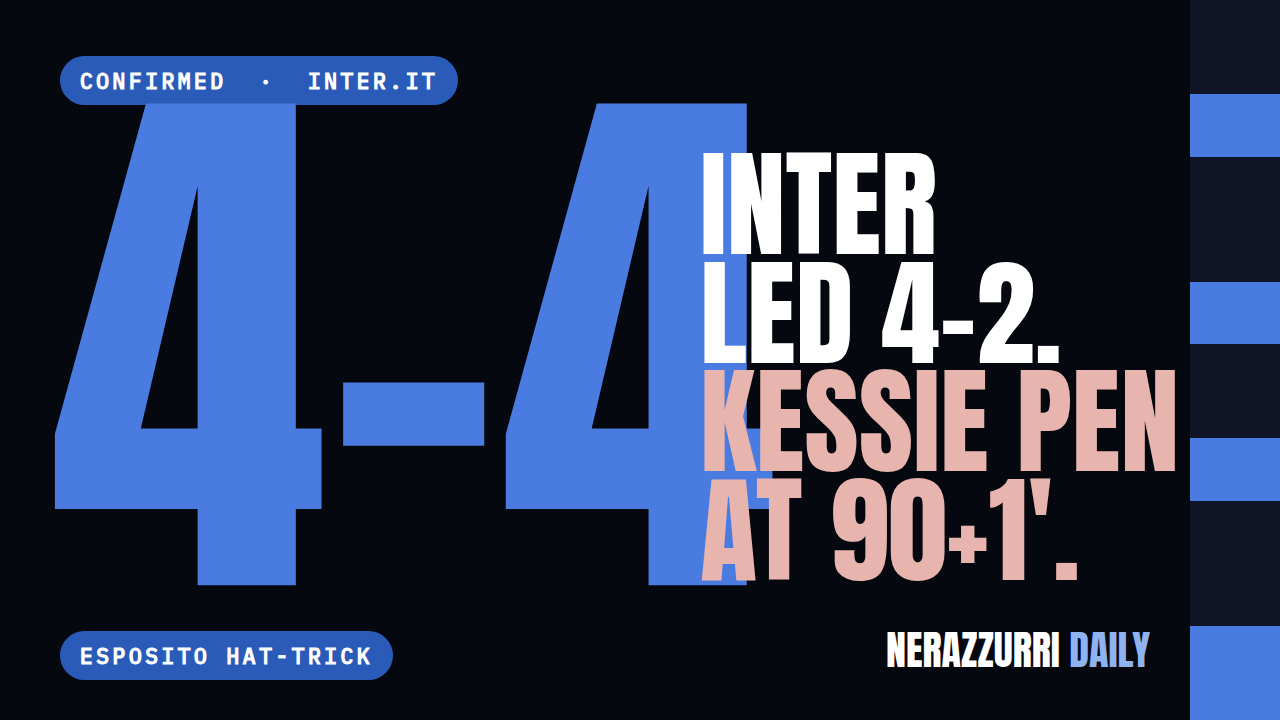 CONFIRMED · INTER.IT
4-4
INTER
LED 4-2.
KESSIE PEN
AT 90+1'.
ESPOSITO HAT-TRICK
NERAZZURRI DAILY